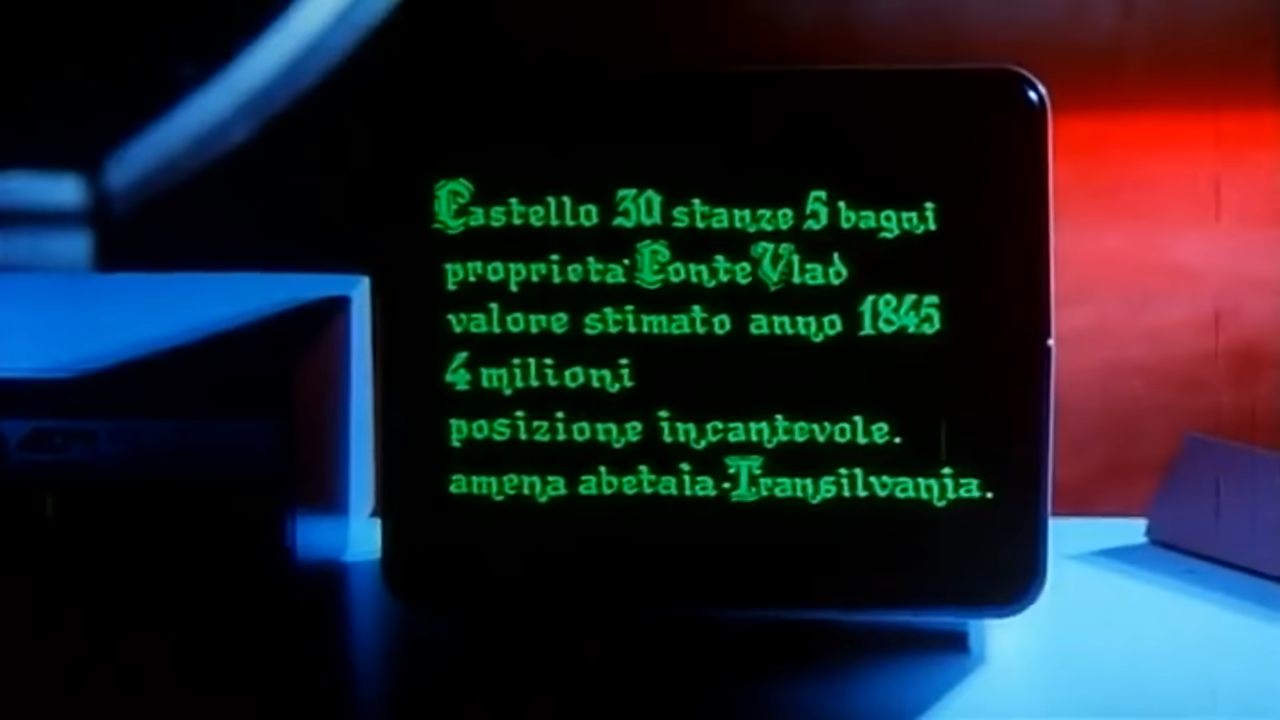 Castello 30 stanze 5 bagni
proprieta' Conte Vlad
valore stimato anno 1845
4 milioni
posizione incantevole.
amena abetaia-Transilvania.